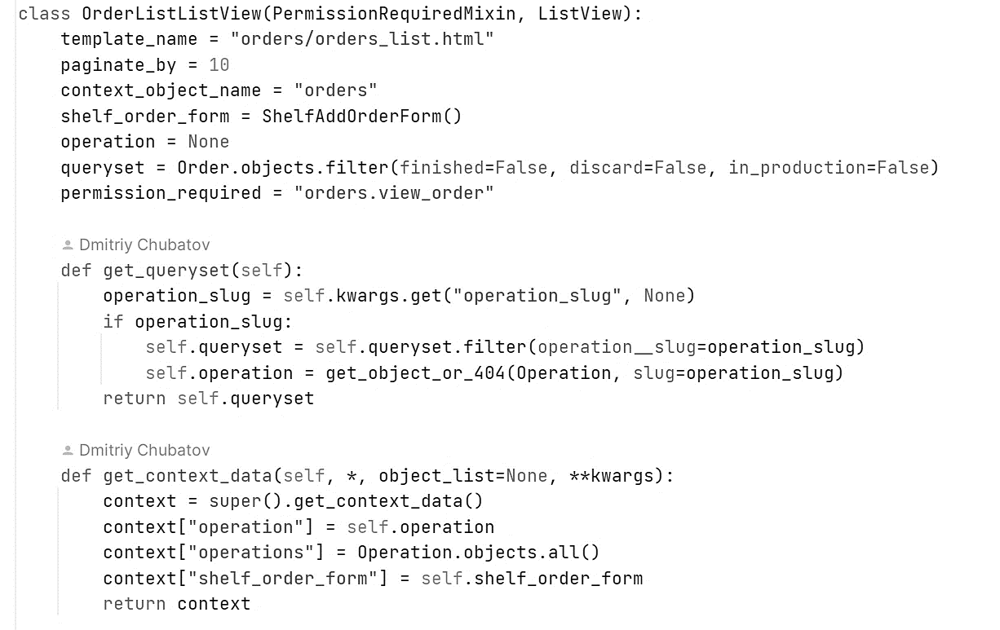 class OrderListListView(PermissionRequiredMixin, ListView):
    template_name = "orders/orders_list.html"
    paginate_by = 10
    context_object_name = "orders"
    shelf_order_form = ShelfAddOrderForm()
    operation = None
    queryset = Order.objects.filter(finished=False, discard=False, in_production=False)
    permission_required = "orders.view_order"
    Dmitriy Chubatov
    def get_queryset(self):
        operation_slug = self.kwargs.get("operation_slug", None)
        if operation_slug:
            self.queryset = self.queryset.filter(operation__slug=operation_slug)
            self.operation = get_object_or_404(Operation, slug=operation_slug)
        return self.queryset
    Dmitriy Chubatov
    def get_context_data(self, *, object_list=None, **kwargs):
        context = super().get_context_data()
        context["operation"] = self.operation
        context["operations"] = Operation.objects.all()
        context["shelf_order_form"] = self.shelf_order_form
        return context